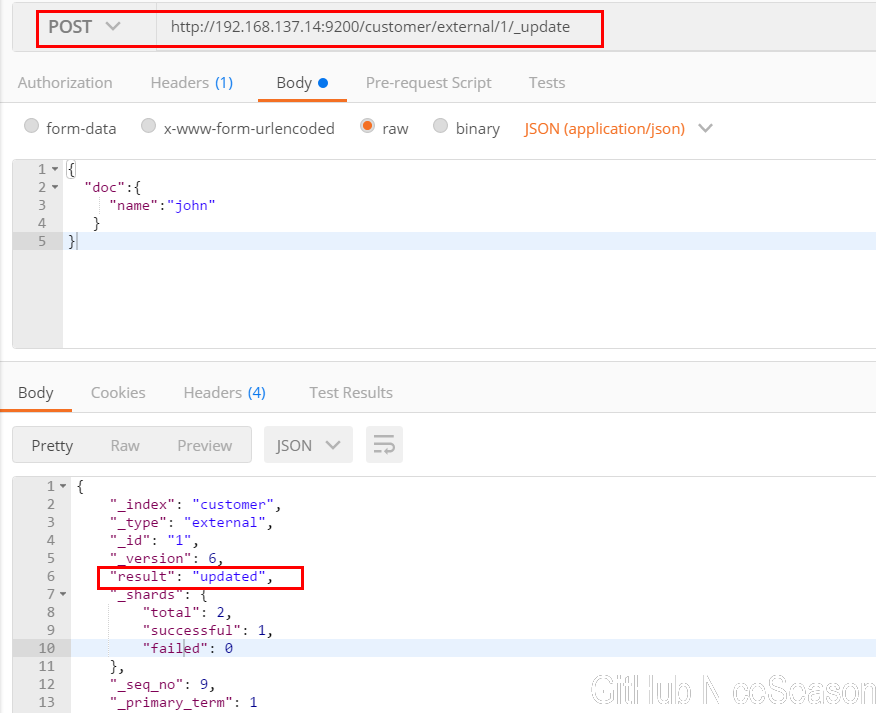 POST http://192.168.137.14:9200/customer/external/1/_update
Authorization Headers (1) Body Pre-request Script Tests
form-data x-www-form-urlencoded raw binary JSON (application/json)
1 {
2 "doc":{
3 "name":"john"
4 }
5 }
Body Cookies Headers (4) Test Results
Pretty Raw Preview JSON
1 {
2 "_index": "customer",
3 "_type": "external",
4 "_id": "1",
5 "_version": 6,
6 "result": "updated",
7 "_shards": {
8 "total": 2,
9 "successful": 1,
10 "failed": 0
11 },
12 "_seq_no": 9,
13 "_primary_term": 1
GitHub NiceSeason